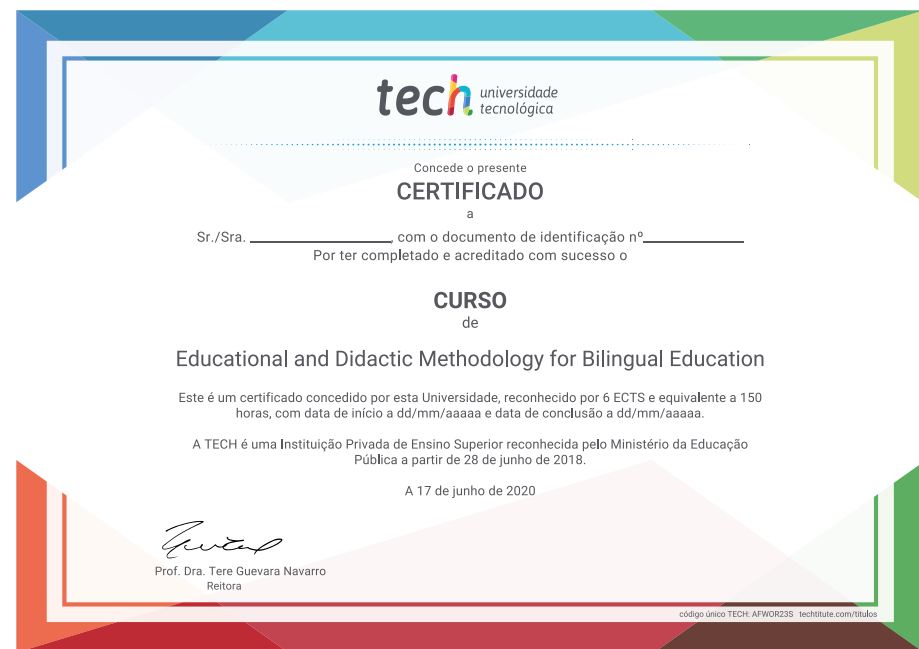 tech universidade
tecnológica
Concede o presente
CERTIFICADO
a
Sr./Sra. ____________, com o documento de identificação nº____________
Por ter completado e acreditado com sucesso o
CURSO
de
Educational and Didactic Methodology for Bilingual Education
Este é um certificado concedido por esta Universidade, reconhecido por 6 ECTS e equivalente a 150
horas, com data de início a dd/mm/aaaaa e data de conclusão a dd/mm/aaaaa.
A TECH é uma Instituição Privada de Ensino Superior reconhecida pelo Ministério da Educação
Pública a partir de 28 de junho de 2018.
A 17 de junho de 2020
Prof. Dra. Tere Guevara Navarro
Reitora
código único TECH: AFWOR23S techtitute.com/titulos